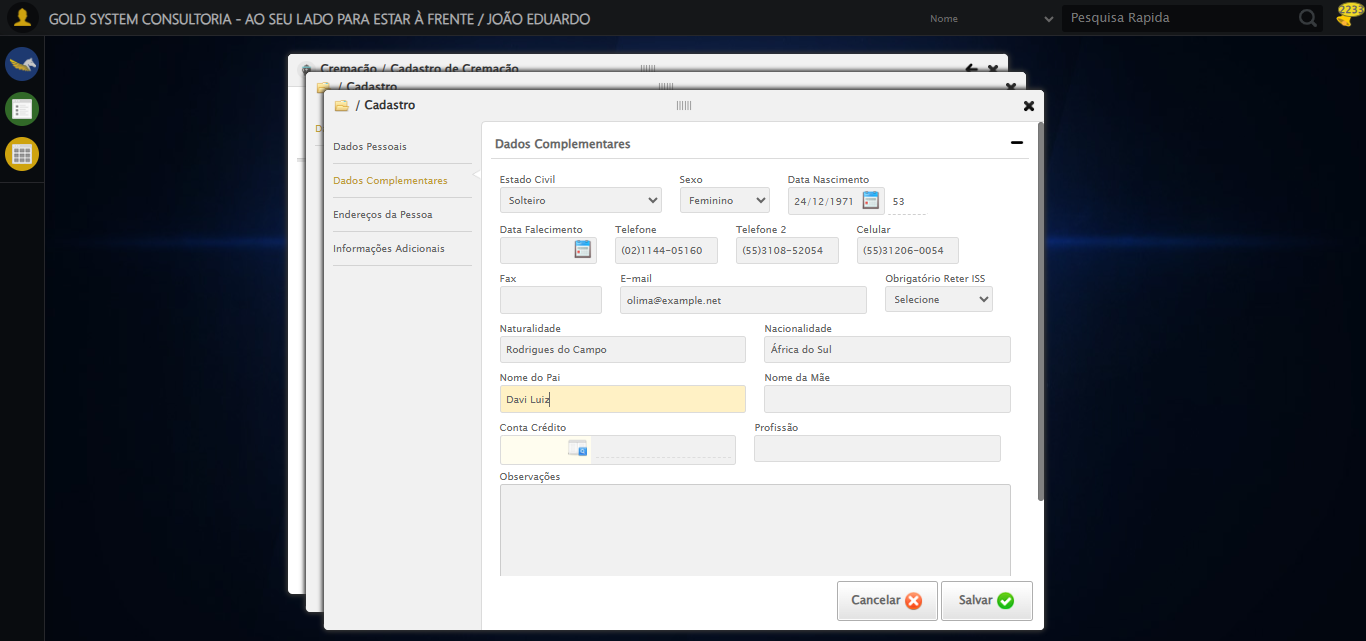 GOLD SYSTEM CONSULTORIA - AO SEU LADO PARA ESTAR À FRENTE / JOÃO EDUARDO
Nome
Pesquisa Rapida
2233
Cremação / Cadastro de Cremação
/ Cadastro
D
/ Cadastro
Dados Pessoais
Dados Complementares
Endereços da Pessoa
Informações Adicionais
Dados Complementares
Estado Civil Sexo Data Nascimento
Solteiro Feminino 24/12/1971 53
Data Falecimento Telefone Telefone 2 Celular
(02)1144-05160 (55)3108-52054 (55)31206-0054
Fax E-mail Obrigatório Reter ISS
olima@example.net Selecione
Naturalidade Nacionalidade
Rodrigues do Campo África do Sul
Nome do Pai Nome da Mãe
Davi Luiz
Conta Crédito Profissão
Observações
Cancelar Salvar